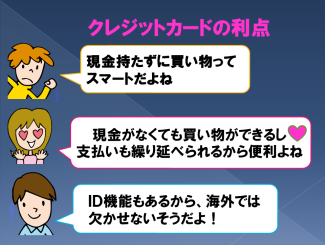 クレジットカードの利点
現金持たずに買い物って
スマートだよね
現金がなくても買い物ができるし
支払いも繰り延べられるから便利よね
ID機能もあるから、海外では
欠かせないそうだよ！